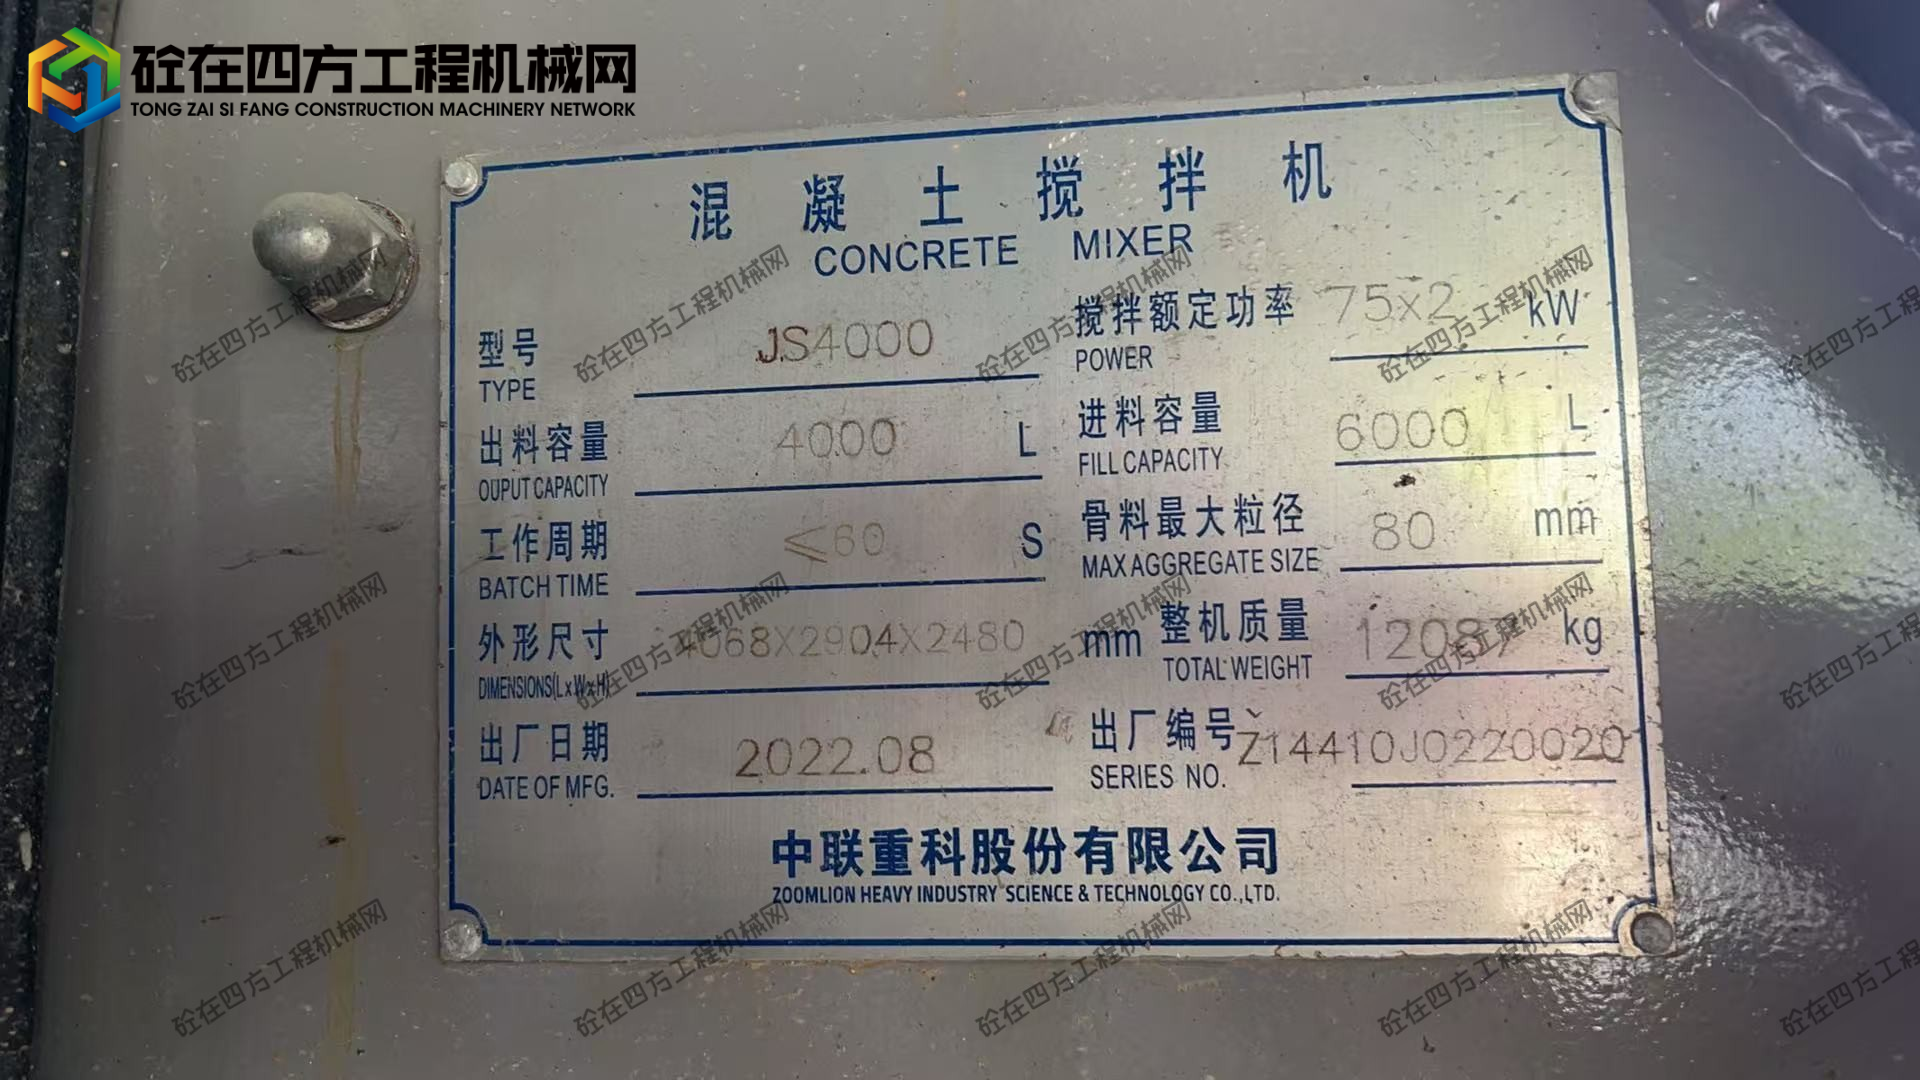 砼在四方工程机械网
TONG ZAI SI FANG CONSTRUCTION MACHINERY NETWORK
混凝土搅拌机
CONCRETE MIXER
型号 JS4000
TYPE
搅拌额定功率 75×2 kW
POWER
出料容量 4000 L
OUPUT CAPACITY
进料容量 6000 L
FILL CAPACITY
工作周期 ≤60 S
BATCH TIME
骨料最大粒径 80 mm
MAX AGGREGATE SIZE
外形尺寸 4068X2904X2480 mm
DIMENSIONS(LxWxH)
整机质量 12087 kg
TOTAL WEIGHT
出厂日期 2022.08
DATE OF MFG.
出厂编号 Z14410J0220020
SERIES NO.
中联重科股份有限公司
ZOOMLION HEAVY INDUSTRY SCIENCE & TECHNOLOGY CO.,LTD.